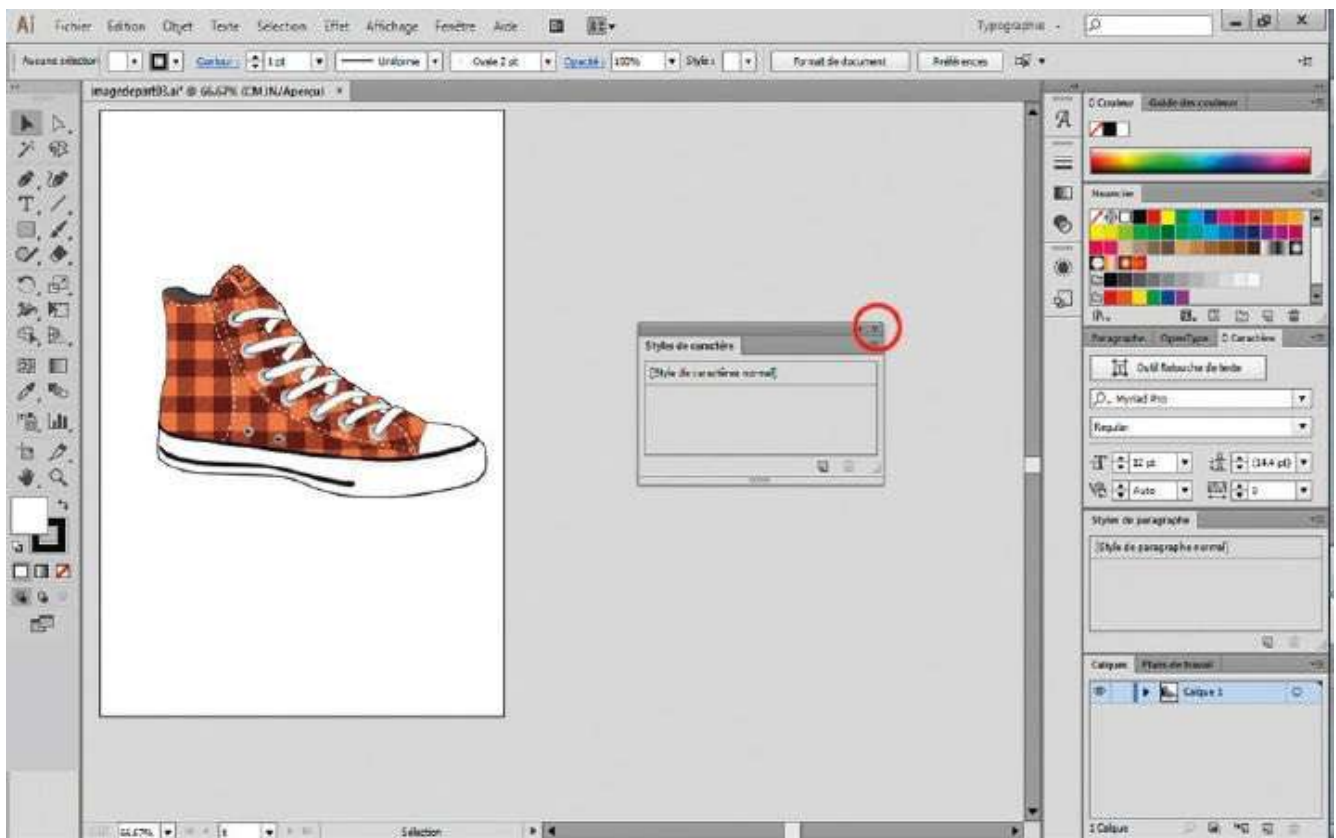 Ai Fichier Edition Objet Texte Sélection Effet Affichage Fenêtre Aide Typographie
Aucune sélection Contour : 1 pt Uniforme Ovale 2 pt Opacité : 100% Style : Format de document Préférences
imagedepart03.ai* @ 66,67% (CMJN/Aperçu) ×
Couleur Guide des couleurs
Nuancier
Styles de caractère
[Style de caractères normal]
Paragraphe OpenType Caractère
Outil Retouche de texte
Myriad Pro
Regular
12 pt (14,4 pt)
Auto 0
Styles de paragraphe
[Style de paragraphe normal]
Calques Plans de travail
Calque 1
66,67% 1 Sélection
1 Calque